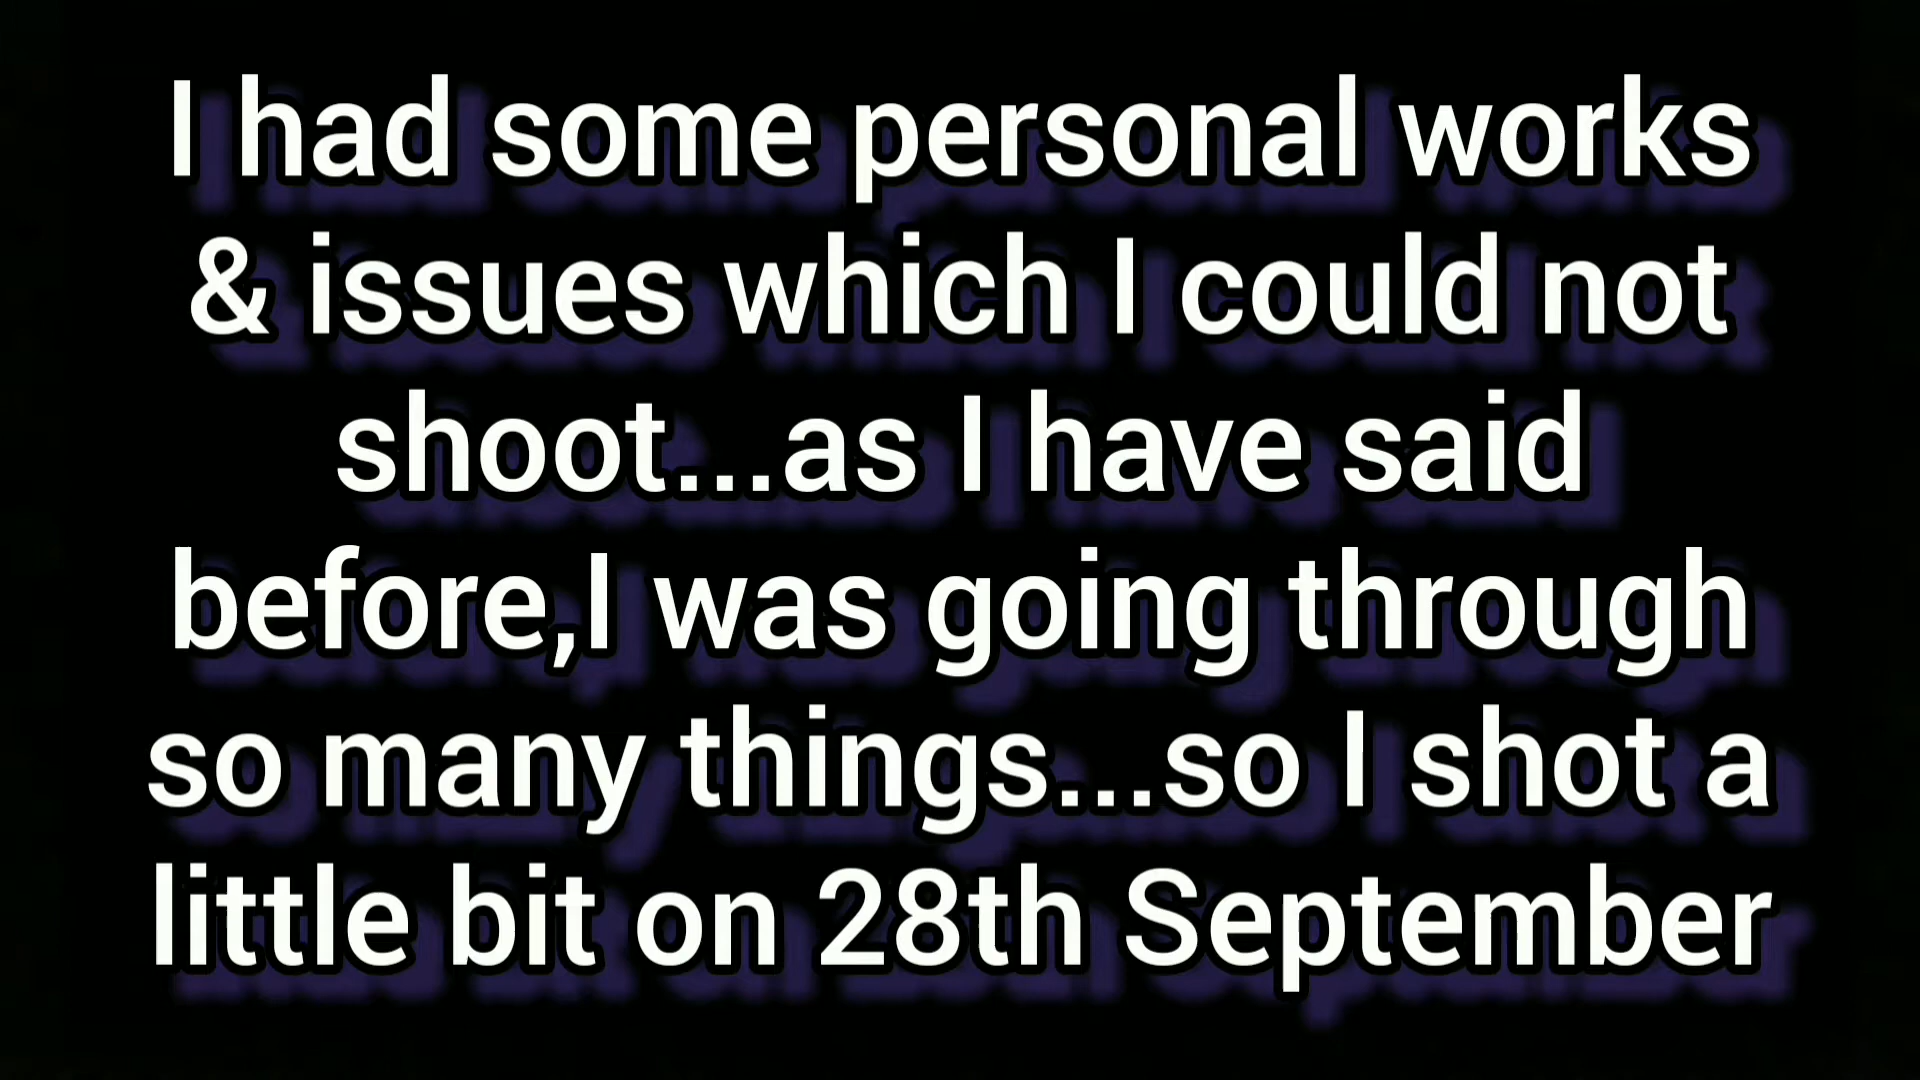 I had some personal works
& issues which I could not
shoot...as I have said
before,I was going through
so many things...so I shot a
little bit on 28th September